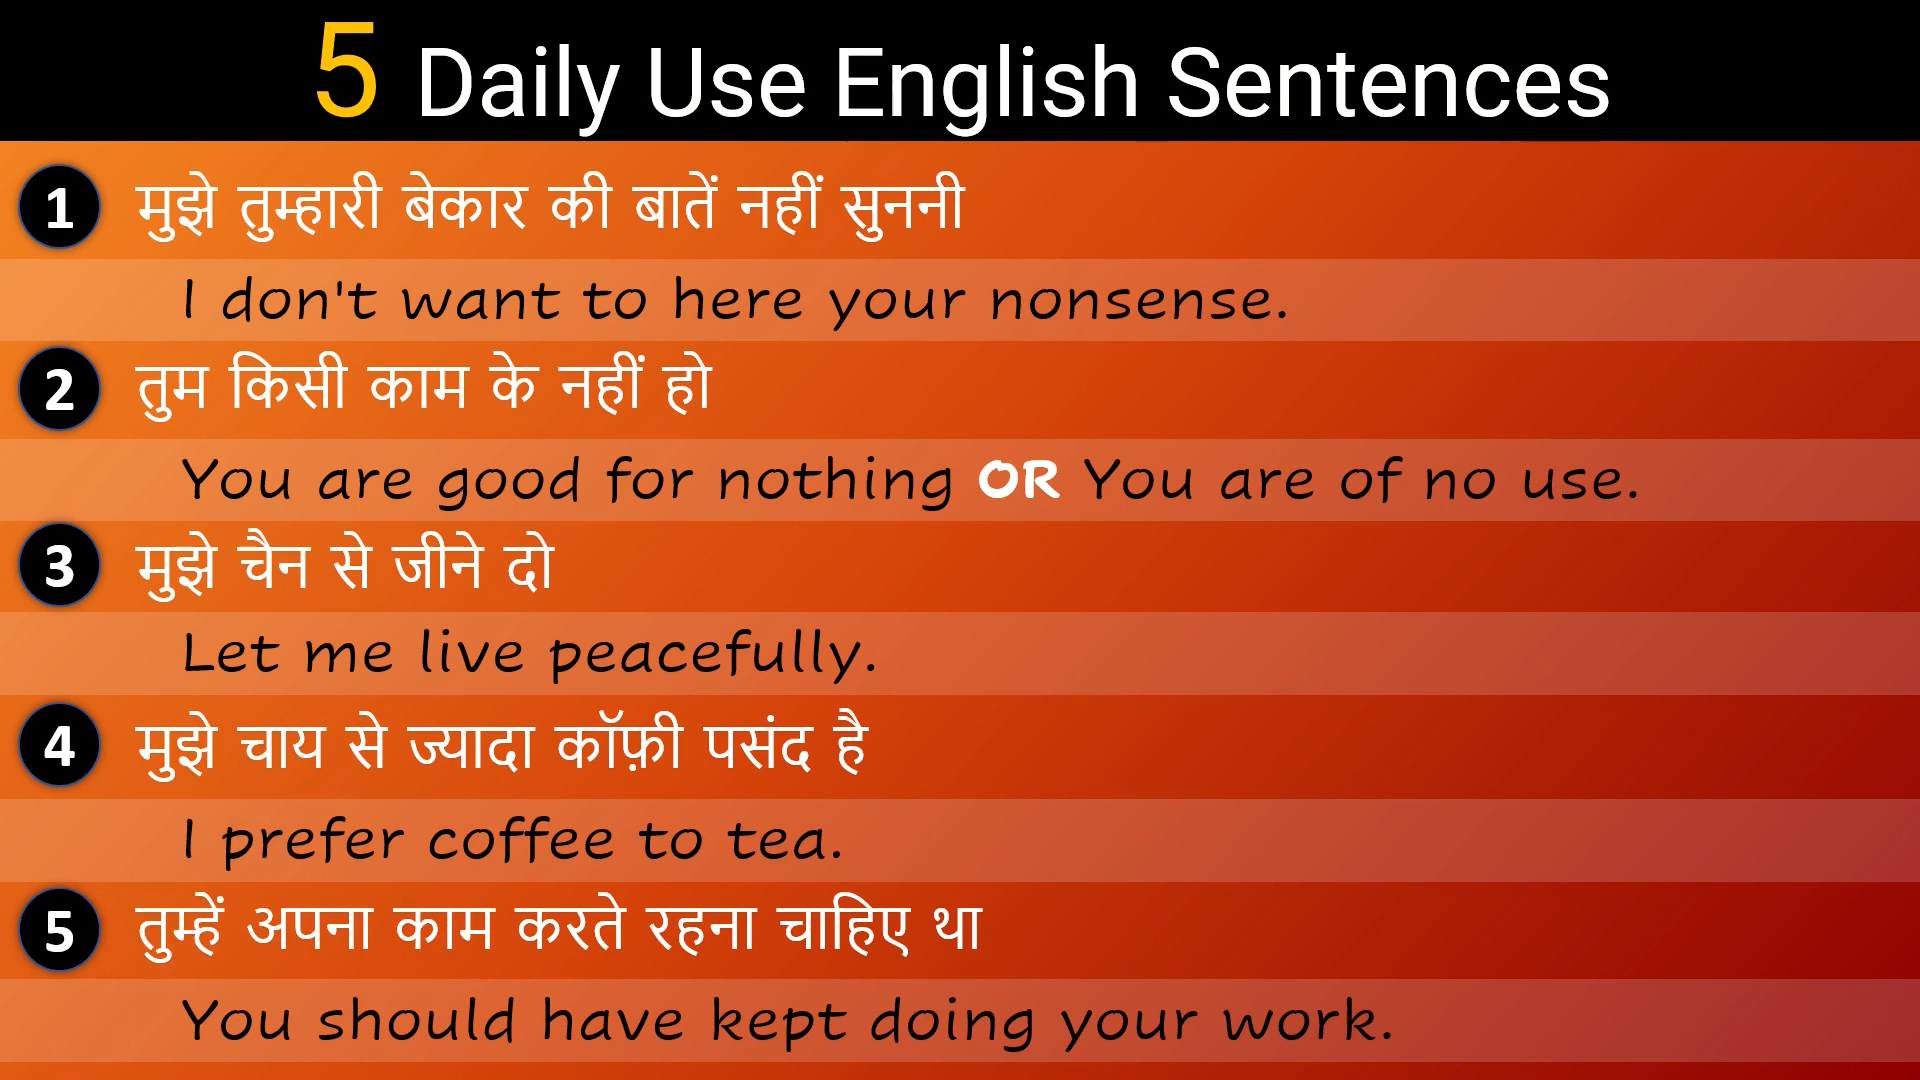 5 Daily Use English Sentences
1 मुझे तुम्हारी बेकार की बातें नहीं सुननी
I don't want to here your nonsense.
2 तुम किसी काम के नहीं हो
You are good for nothing OR You are of no use.
3 मुझे चैन से जीने दो
Let me live peacefully.
4 मुझे चाय से ज्यादा कॉफ़ी पसंद है
I prefer coffee to tea.
5 तुम्हें अपना काम करते रहना चाहिए था
You should have kept doing your work.